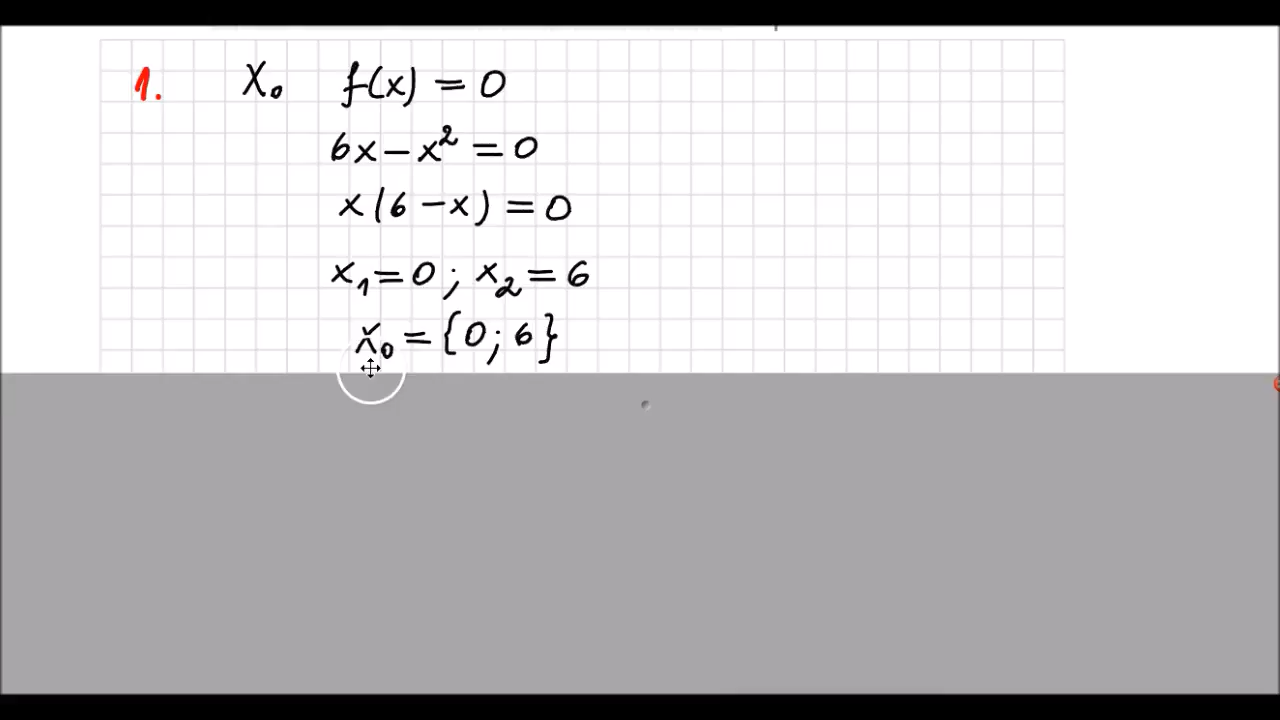 1. X₀ f(x) = 0
6x - x² = 0
x(6 - x) = 0
x₁ = 0 ; x₂ = 6
X₀ = {0 ; 6}